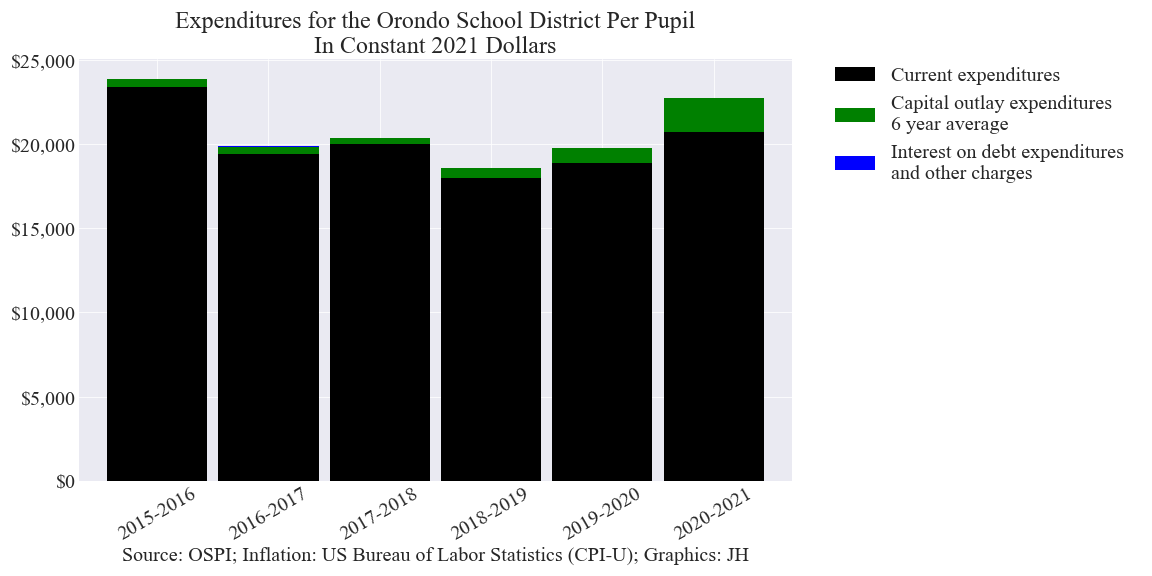 Expenditures for the Orondo School District Per Pupil
In Constant 2021 Dollars
$25,000
$20,000
$15,000
$10,000
$5,000
$0
2015-2016
2016-2017
2017-2018
2018-2019
2019-2020
2020-2021
Current expenditures
Capital outlay expenditures
6 year average
Interest on debt expenditures
and other charges
Source: OSPI; Inflation: US Bureau of Labor Statistics (CPI-U); Graphics: JH